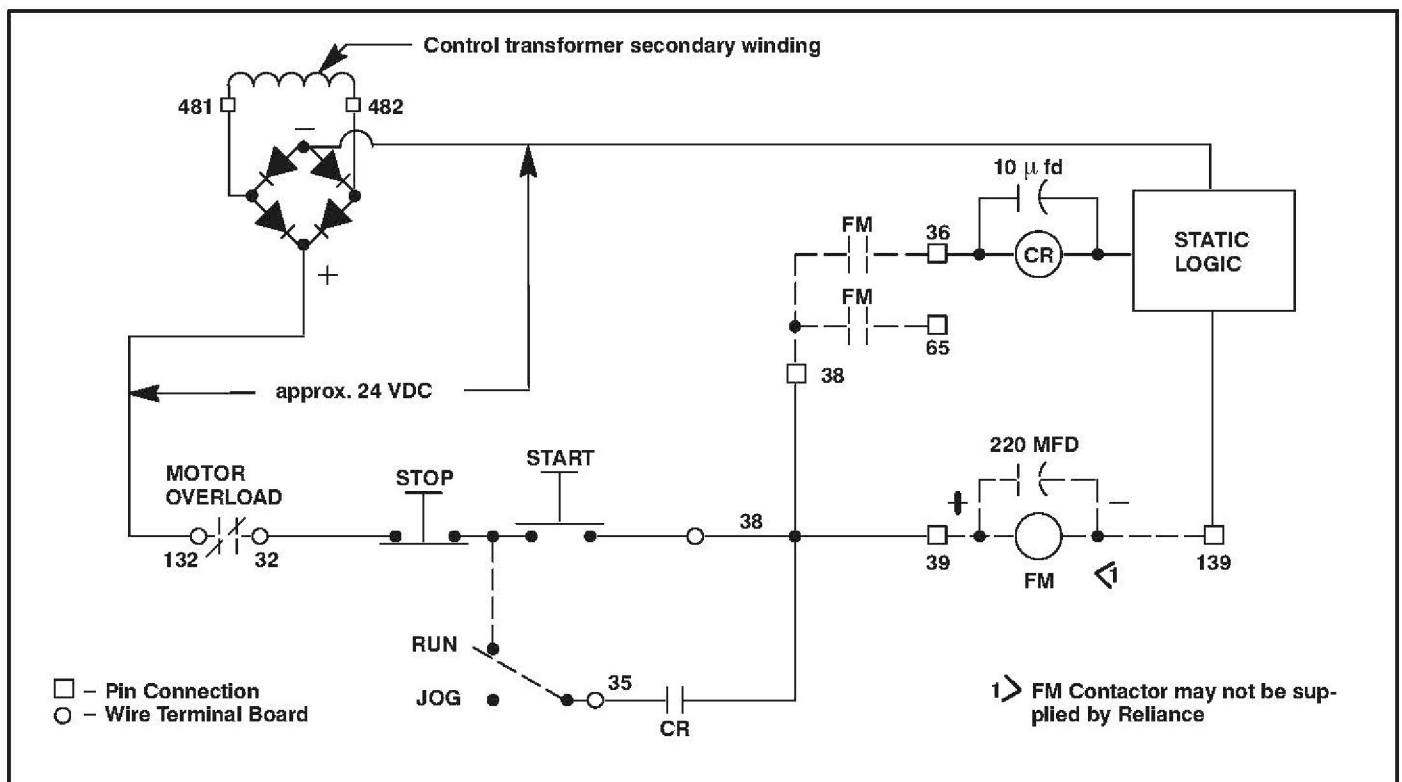 Control transformer secondary winding
481
482
−
+
10 μ fd
FM
36
CR
STATIC
LOGIC
FM
65
38
approx. 24 VDC
220 MFD
MOTOR
OVERLOAD
STOP
START
38
+
−
132
32
39
FM
1
139
RUN
JOG
35
CR
– Pin Connection
– Wire Terminal Board
1> FM Contactor may not be sup-
plied by Reliance